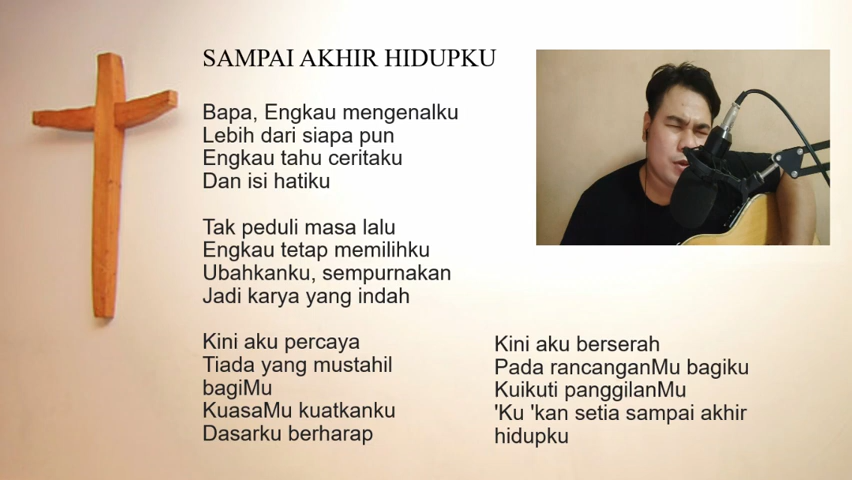 SAMPAI AKHIR HIDUPKU
Bapa, Engkau mengenalku
Lebih dari siapa pun
Engkau tahu ceritaku
Dan isi hatiku
Tak peduli masa lalu
Engkau tetap memilihku
Ubahkanku, sempurnakan
Jadi karya yang indah
Kini aku percaya
Tiada yang mustahil
bagiMu
KuasaMu kuatkanku
Dasarku berharap
Kini aku berserah
Pada rancanganMu bagiku
Kuikuti panggilanMu
'Ku 'kan setia sampai akhir
hidupku